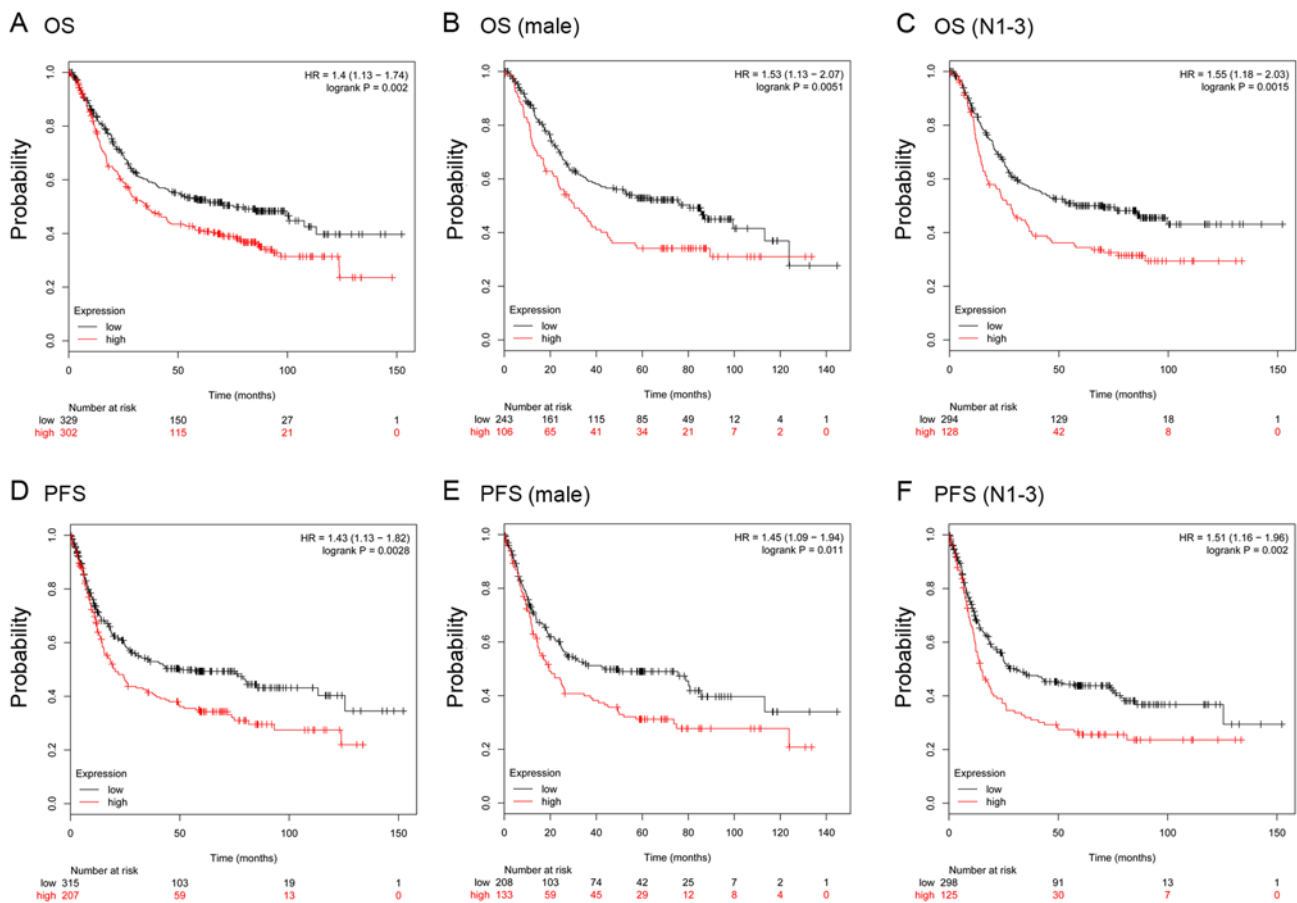 A OS
Probability
1.0
0.8
0.6
0.4
0.2
0.0
HR = 1.4 (1.13 − 1.74)
logrank P = 0.002
Expression
low
high
0 50 100 150
Time (months)
Number at risk
low 329 150 27 1
high 302 115 21 0
B OS (male)
Probability
1.0
0.8
0.6
0.4
0.2
0.0
HR = 1.53 (1.13 − 2.07)
logrank P = 0.0051
Expression
low
high
0 20 40 60 80 100 120 140
Time (months)
Number at risk
low 243 161 115 85 49 12 4 1
high 106 65 41 34 21 7 2 0
C OS (N1-3)
Probability
1.0
0.8
0.6
0.4
0.2
0.0
HR = 1.55 (1.18 − 2.03)
logrank P = 0.0015
Expression
low
high
0 50 100 150
Time (months)
Number at risk
low 294 129 18 1
high 128 42 8 0
D PFS
Probability
1.0
0.8
0.6
0.4
0.2
0.0
HR = 1.43 (1.13 − 1.82)
logrank P = 0.0028
Expression
low
high
0 50 100 150
Time (months)
Number at risk
low 315 103 19 1
high 207 59 13 0
E PFS (male)
Probability
1.0
0.8
0.6
0.4
0.2
0.0
HR = 1.45 (1.09 − 1.94)
logrank P = 0.011
Expression
low
high
0 20 40 60 80 100 120 140
Time (months)
Number at risk
low 208 103 74 42 25 7 2 1
high 133 59 45 29 12 8 4 0
F PFS (N1-3)
Probability
1.0
0.8
0.6
0.4
0.2
0.0
HR = 1.51 (1.16 − 1.96)
logrank P = 0.002
Expression
low
high
0 50 100 150
Time (months)
Number at risk
low 298 91 13 1
high 125 30 7 0